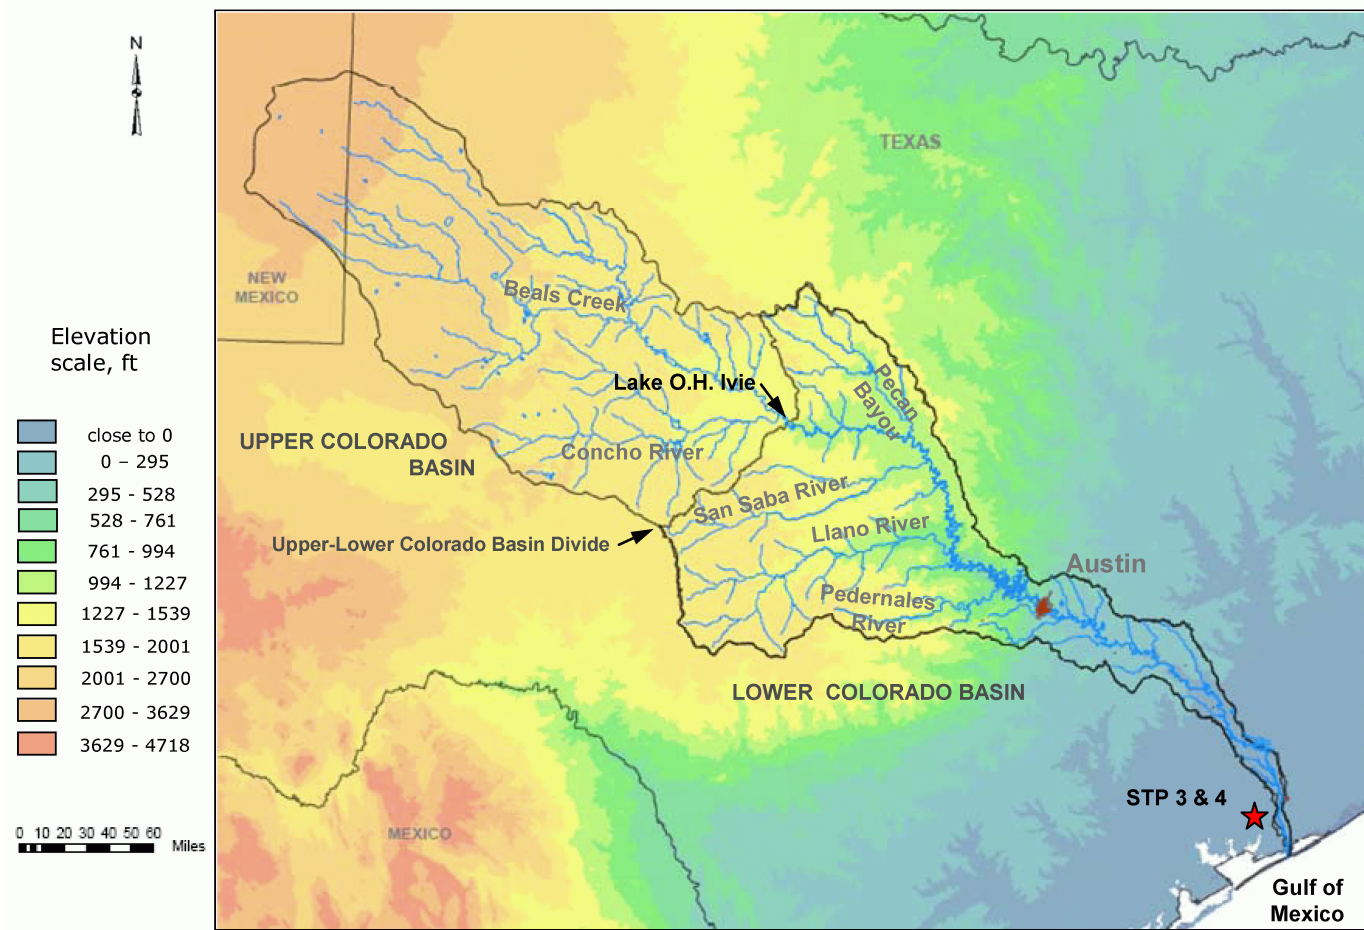 N
TEXAS
NEW
MEXICO
Beals Creek
Elevation
scale, ft
Lake O.H. Ivie
Pecan
Bayou
close to 0
0 – 295
295 - 528
528 - 761
761 - 994
994 - 1227
1227 - 1539
1539 - 2001
2001 - 2700
2700 - 3629
3629 - 4718
UPPER COLORADO
BASIN
Concho River
San Saba River
Llano River
Upper-Lower Colorado Basin Divide
Austin
Pedernales
River
LOWER COLORADO BASIN
STP 3 & 4
MEXICO
0 10 20 30 40 50 60
Miles
Gulf of
Mexico